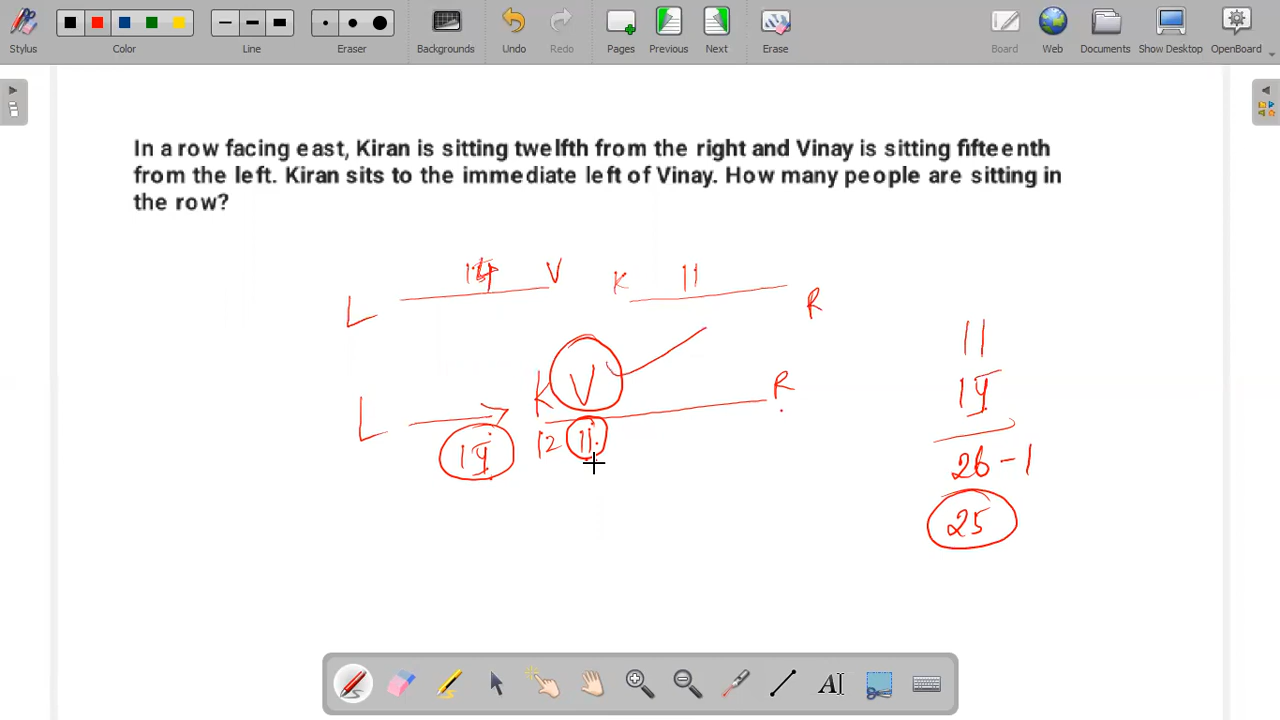 Stylus Color Line Eraser Backgrounds Undo Redo Pages Previous Next Erase Board Web Documents Show Desktop OpenBoard
In a row facing east, Kiran is sitting twelfth from the right and Vinay is sitting fifteenth
from the left. Kiran sits to the immediate left of Vinay. How many people are sitting in
the row?
L V K 11 R
L K V R
12 11
11
26-1
25
AI